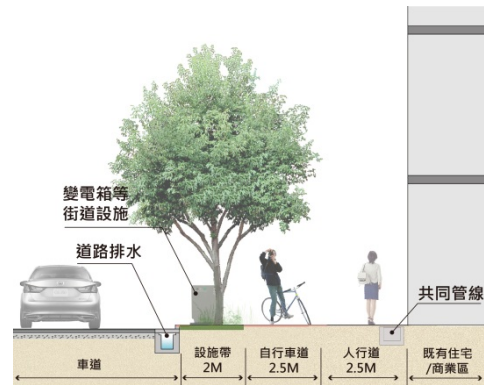 變電箱等
街道設施
道路排水
共同管線
車道
設施帶
2M
自行車道
2.5M
人行道
2.5M
既有住宅
/商業區